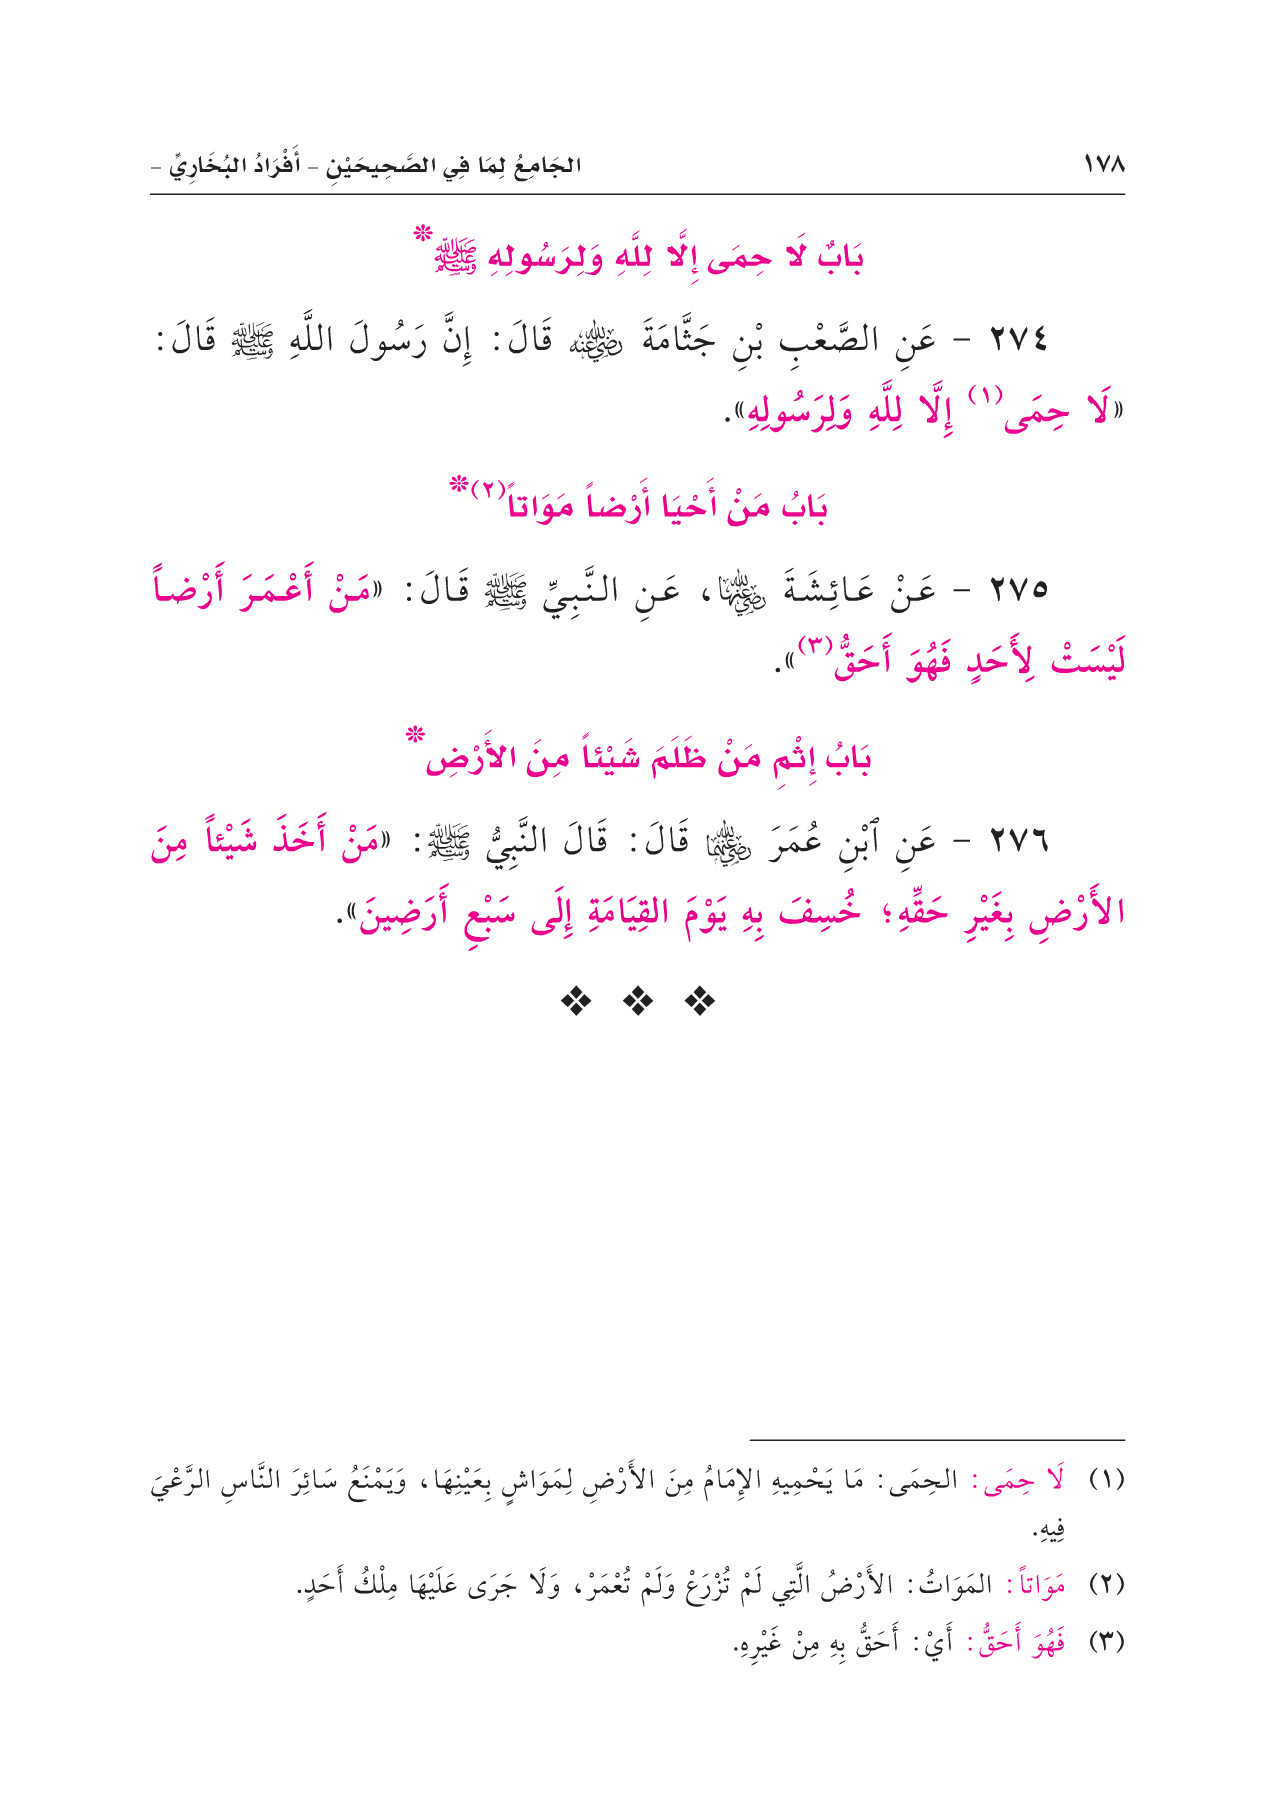 ١٧٨ الجَامِعُ لِمَا فِي الصَّحِيحَيْنِ - أَفْرَادُ البُخَارِيِّ -
بَابٌ لَا حِمَى إِلَّا لِلَّهِ وَلِرَسُولِهِ ﷺ*
٢٧٤ - عَنِ الصَّعْبِ بْنِ جَثَّامَةَ رضي الله عنه قَالَ: إِنَّ رَسُولَ اللَّهِ ﷺ قَالَ:
«لَا حِمَى(١) إِلَّا لِلَّهِ وَلِرَسُولِهِ».
بَابُ مَنْ أَحْيَا أَرْضاً مَوَاتاً(٢)*
٢٧٥ - عَنْ عَائِشَةَ رضي الله عنها، عَنِ النَّبِيِّ ﷺ قَالَ: «مَنْ أَعْمَرَ أَرْضاً
لَيْسَتْ لِأَحَدٍ فَهُوَ أَحَقُّ(٣)».
بَابُ إِثْمِ مَنْ ظَلَمَ شَيْئاً مِنَ الأَرْضِ*
٢٧٦ - عَنِ ٱبْنِ عُمَرَ رضي الله عنهما قَالَ: قَالَ النَّبِيُّ ﷺ: «مَنْ أَخَذَ شَيْئاً مِنَ
الأَرْضِ بِغَيْرِ حَقِّهِ؛ خُسِفَ بِهِ يَوْمَ القِيَامَةِ إِلَى سَبْعِ أَرَضِينَ».
(١) لَا حِمَى: الحِمَى: مَا يَحْمِيهِ الإِمَامُ مِنَ الأَرْضِ لِمَوَاشٍ بِعَيْنِهَا، وَيَمْنَعُ سَائِرَ النَّاسِ الرَّعْيَ
فِيهِ.
(٢) مَوَاتاً: المَوَاتُ: الأَرْضُ الَّتِي لَمْ تُزْرَعْ وَلَمْ تُعْمَرْ، وَلَا جَرَى عَلَيْهَا مِلْكُ أَحَدٍ.
(٣) فَهُوَ أَحَقُّ: أَيْ: أَحَقُّ بِهِ مِنْ غَيْرِهِ.